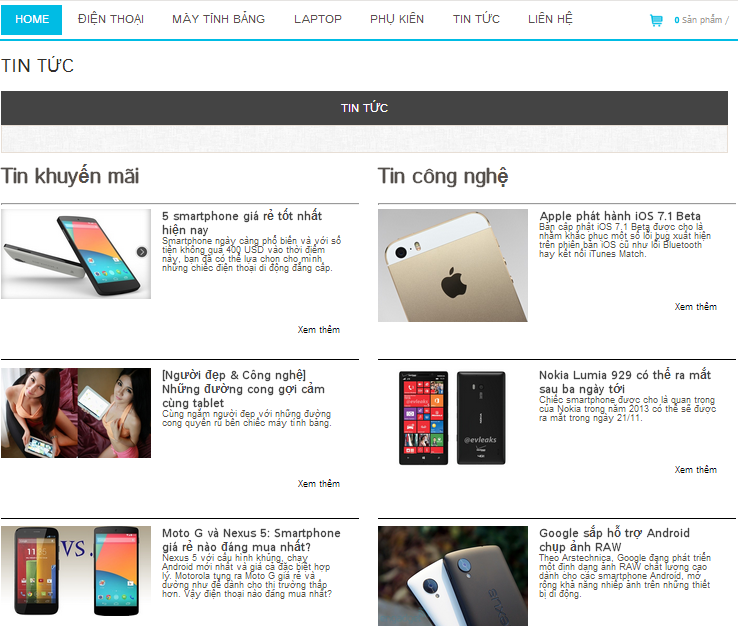 HOME ĐIỆN THOẠI MÁY TÍNH BẢNG LAPTOP PHỤ KIÊN TIN TỨC LIÊN HỆ 0 Sản phẩm /
TIN TỨC
TIN TỨC
Tin khuyến mãi
5 smartphone giá rẻ tốt nhất
hiện nay
Smartphone ngày càng phổ biến và với số
tiền không quá 400 USD vào thời điểm
này, bạn đã có thể lựa chọn cho mình
những chiếc điện thoại di động đẳng cấp.
Xem thêm
[Người đẹp & Công nghệ]
Những đường cong gợi cảm
cùng tablet
Cùng ngắm người đẹp với những đường
cong quyến rũ bên chiếc máy tính bảng.
Xem thêm
Moto G và Nexus 5: Smartphone
giá rẻ nào đáng mua nhất?
Nexus 5 với cấu hình khủng, chạy
Android mới nhất và giá cả đặc biệt hợp
lý. Motorola tung ra Moto G giá rẻ và
dường như để dành cho thị trường thấp
hơn. Vậy điện thoại nào đáng mua nhất?
VS.
Tin công nghệ
Apple phát hành iOS 7.1 Beta
Bản cập nhật iOS 7.1 Beta được cho là
nhằm khắc phục một số lỗi bug xuất hiện
trên phiên bản iOS cũ như lỗi Bluetooth
hay kết nối iTunes Match.
Xem thêm
Nokia Lumia 929 có thể ra mắt
sau ba ngày tới
Chiếc smartphone được cho là quan trọng
của Nokia trong năm 2013 có thể sẽ được
ra mắt trong ngày 21/11.
@evleaks
Xem thêm
Google sắp hỗ trợ Android
chụp ảnh RAW
Theo Arstechnica, Google đang phát triển
một định dạng ảnh RAW chất lượng cao
dành cho các smartphone Android, mở
rộng khả năng nhiếp ảnh trên những thiết
bị di động.